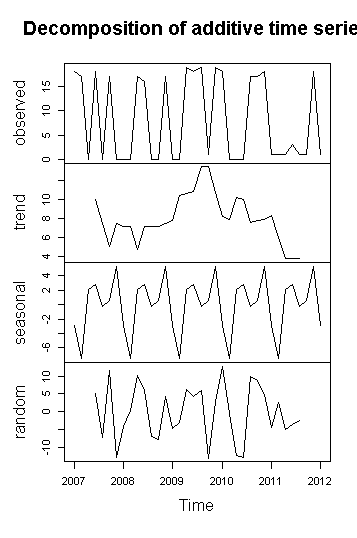 Decomposition of additive time serie
observed
0 5 10 15
trend
4 6 8 10
seasonal
-6 -2 2 4
random
-10 0 5 10
2007 2008 2009 2010 2011 2012
Time